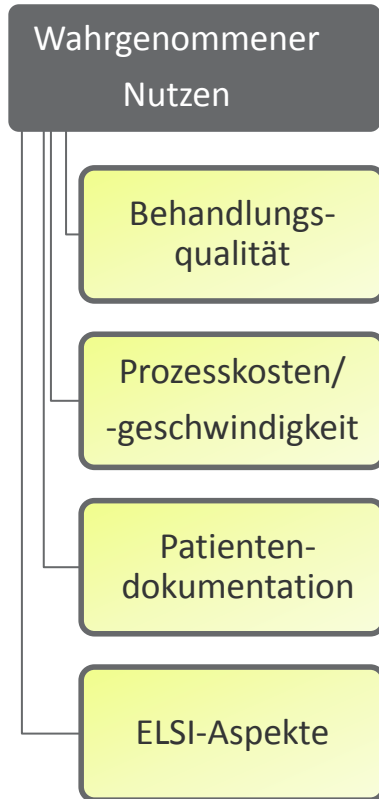 Wahrgenommener
Nutzen
Behandlungs-
qualität
Prozesskosten/
-geschwindigkeit
Patienten-
dokumentation
ELSI-Aspekte